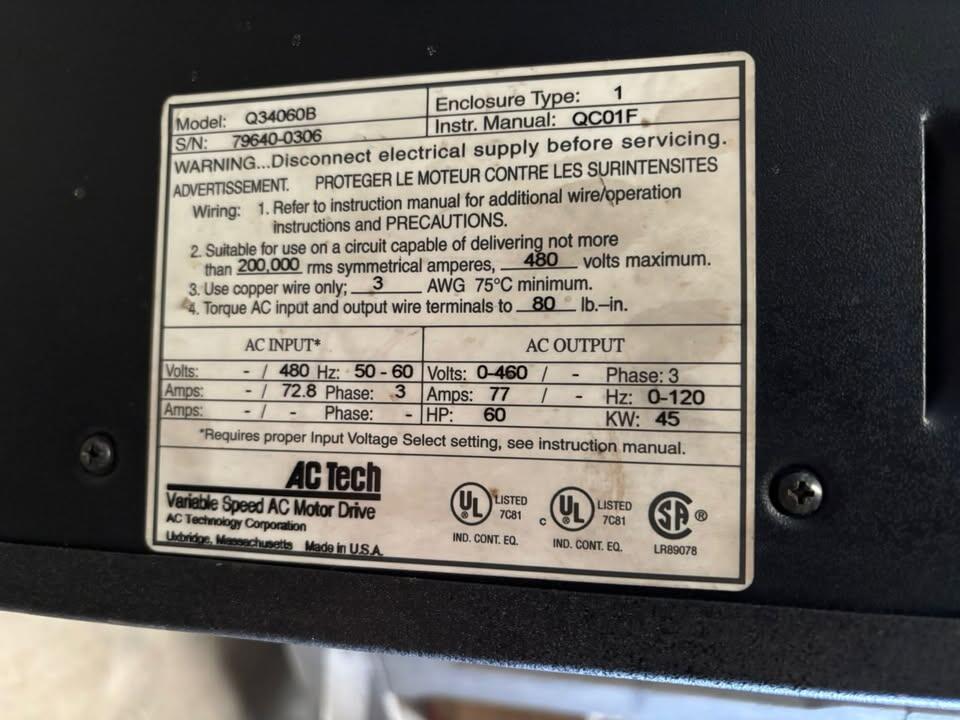 Model: Q34060B
Enclosure Type: 1
S/N: 79640-0306
Instr. Manual: QC01F
WARNING...Disconnect electrical supply before servicing.
ADVERTISSEMENT. PROTEGER LE MOTEUR CONTRE LES SURINTENSITES
Wiring: 1. Refer to instruction manual for additional wire/operation
instructions and PRECAUTIONS.
2. Suitable for use on a circuit capable of delivering not more
than 200,000 rms symmetrical amperes, 480 volts maximum.
3. Use copper wire only; 3 AWG 75°C minimum.
4. Torque AC input and output wire terminals to 80 lb.–in.
AC INPUT*
Volts: - / 480 Hz: 50 - 60
Amps: - / 72.8 Phase: 3
Amps: - / - Phase: -
AC OUTPUT
Volts: 0-460 / - Phase: 3
Amps: 77 / - Hz: 0-120
HP: 60 KW: 45
*Requires proper Input Voltage Select setting, see instruction manual.
AC Tech
Variable Speed AC Motor Drive
AC Technology Corporation
Uxbridge, Massachusetts Made in U.S.A.
UL LISTED
7C81
IND. CONT. EQ.
c UL LISTED
7C81
IND. CONT. EQ.
SA ®
LR89078